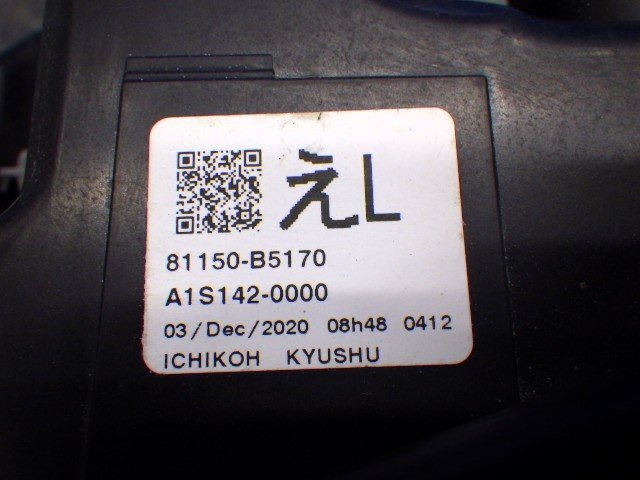 えL
81150-B5170
A1S142-0000
03/Dec/2020 08h48 0412
ICHIKOH KYUSHU